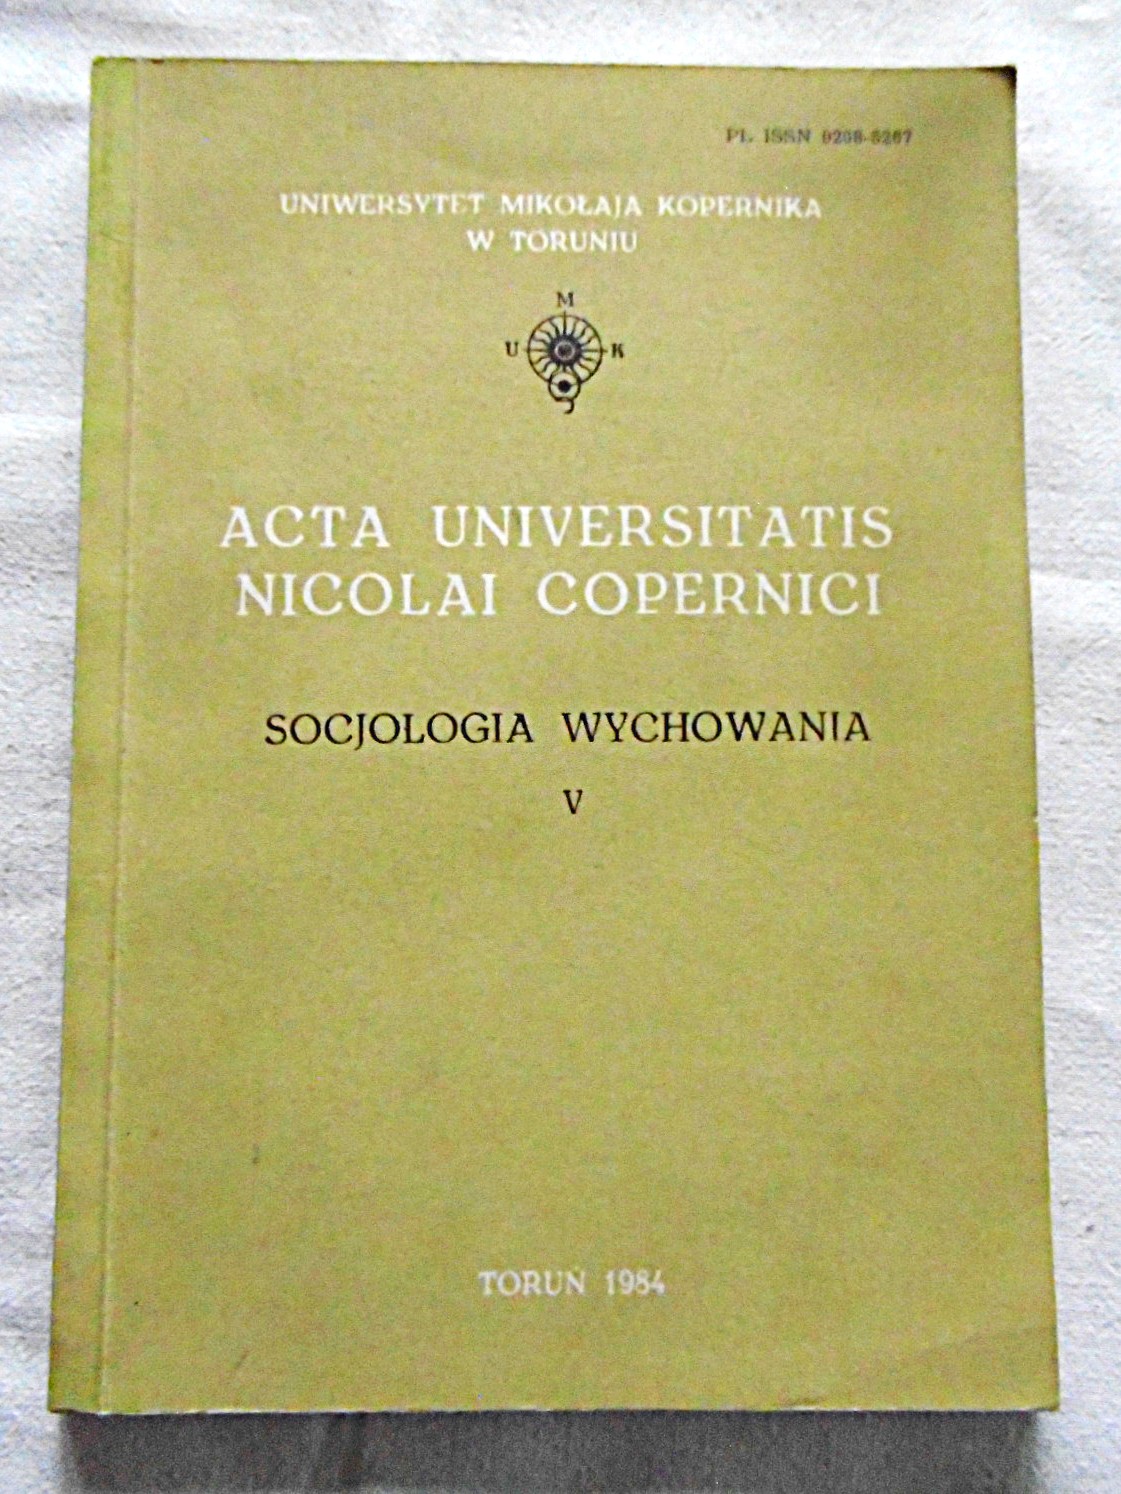 PL ISSN 0208-5267
UNIWERSYTET MIKOŁAJA KOPERNIKA
W TORUNIU
M
U K
ACTA UNIVERSITATIS
NICOLAI COPERNICI
SOCJOLOGIA WYCHOWANIA
V
TORUŃ 1984